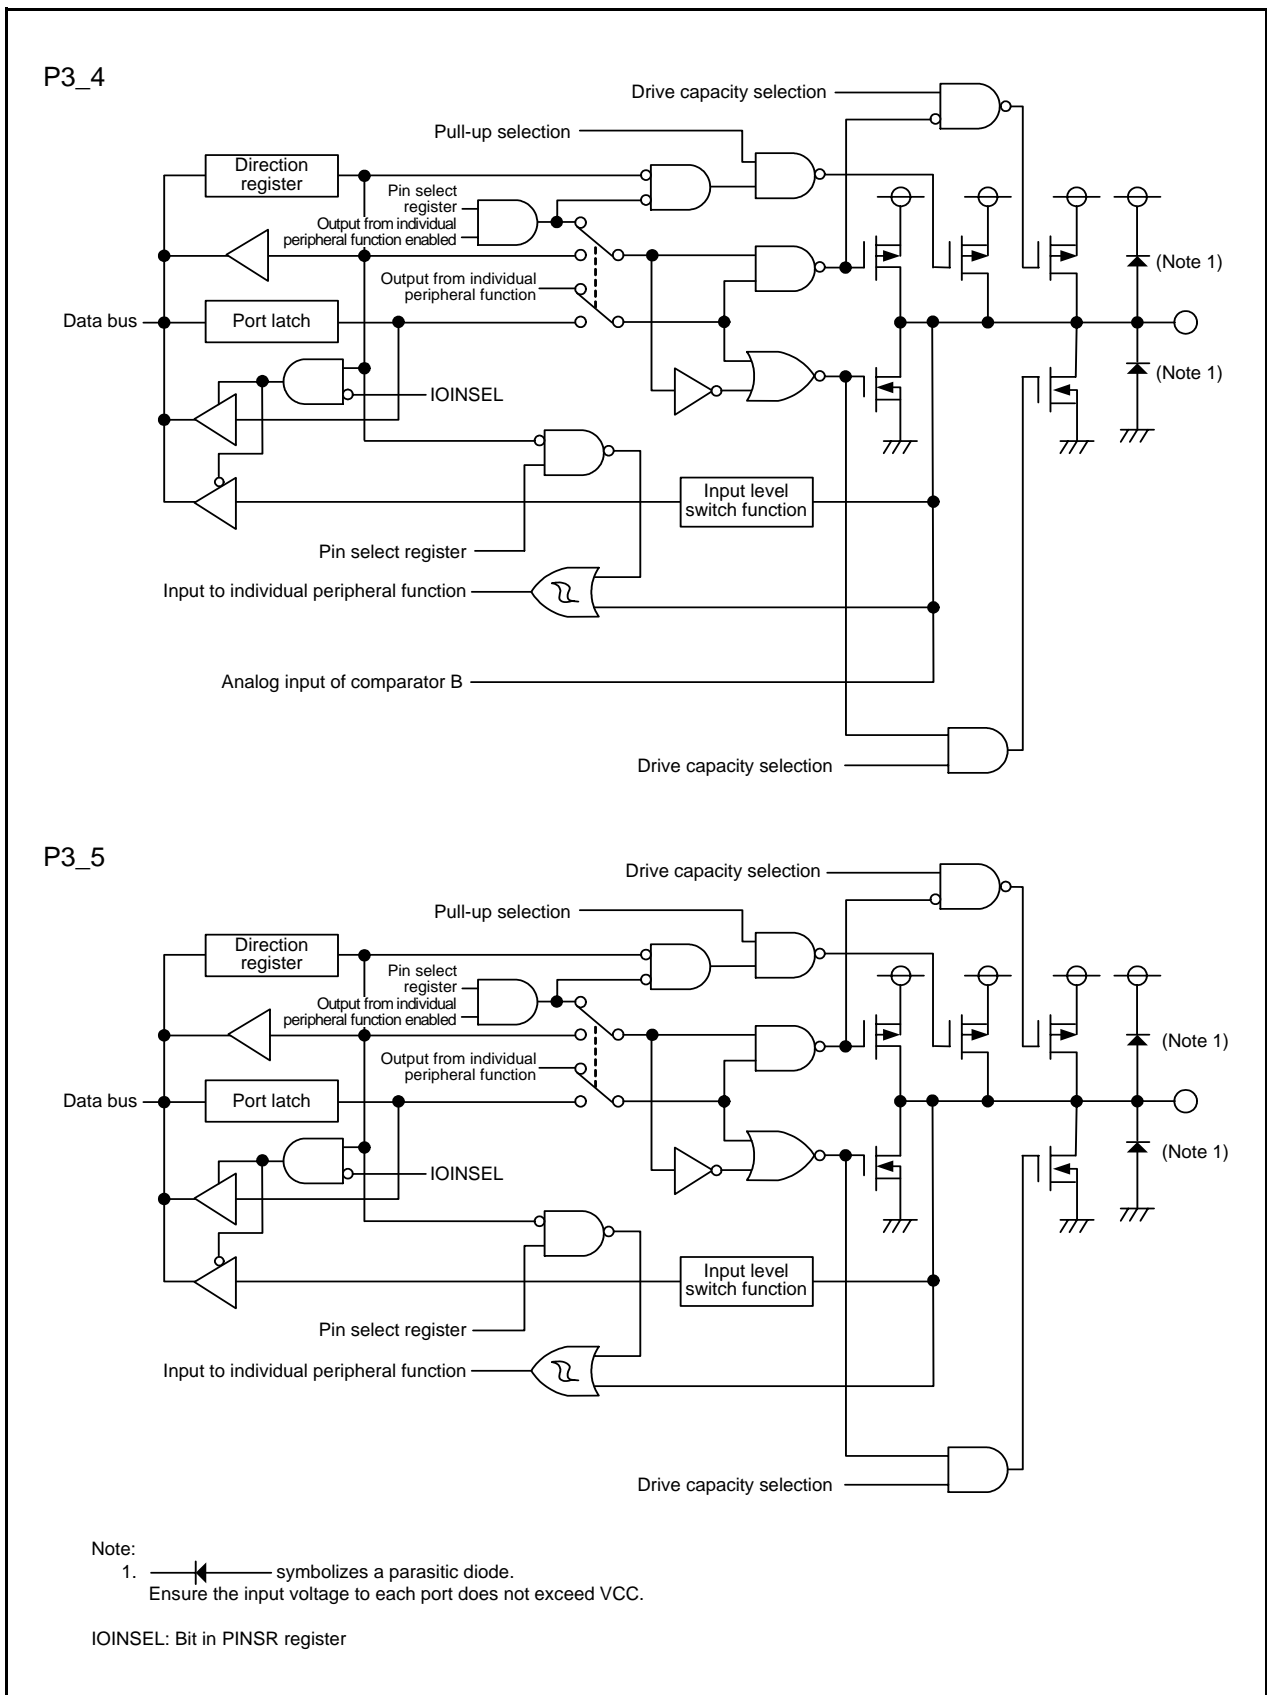 P3_4
Drive capacity selection
Pull-up selection
Direction
register
Pin select
register
Output from individual
peripheral function enabled
(Note 1)
Output from individual
peripheral function
Data bus
Port latch
(Note 1)
IOINSEL
Input level
switch function
Pin select register
Input to individual peripheral function
Analog input of comparator B
Drive capacity selection
P3_5
Drive capacity selection
Pull-up selection
Direction
register
Pin select
register
Output from individual
peripheral function enabled
(Note 1)
Output from individual
peripheral function
Data bus
Port latch
(Note 1)
IOINSEL
Input level
switch function
Pin select register
Input to individual peripheral function
Drive capacity selection
Note:
1. symbolizes a parasitic diode.
Ensure the input voltage to each port does not exceed VCC.
IOINSEL: Bit in PINSR register